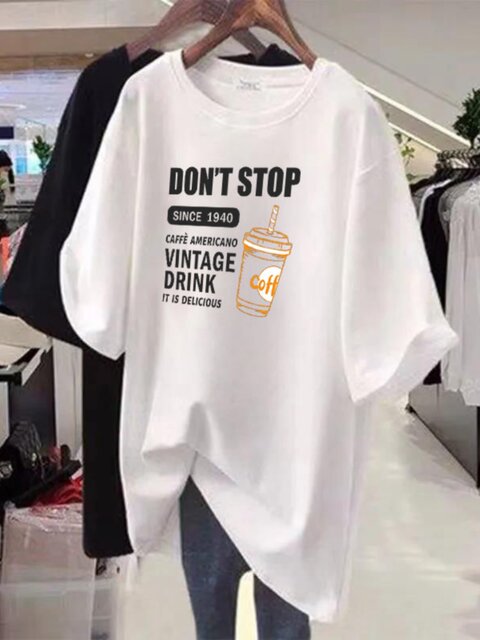 DON'T STOP
SINCE 1940
CAFFÈ AMERICANO
VINTAGE
DRINK
IT IS DELICIOUS
Coff